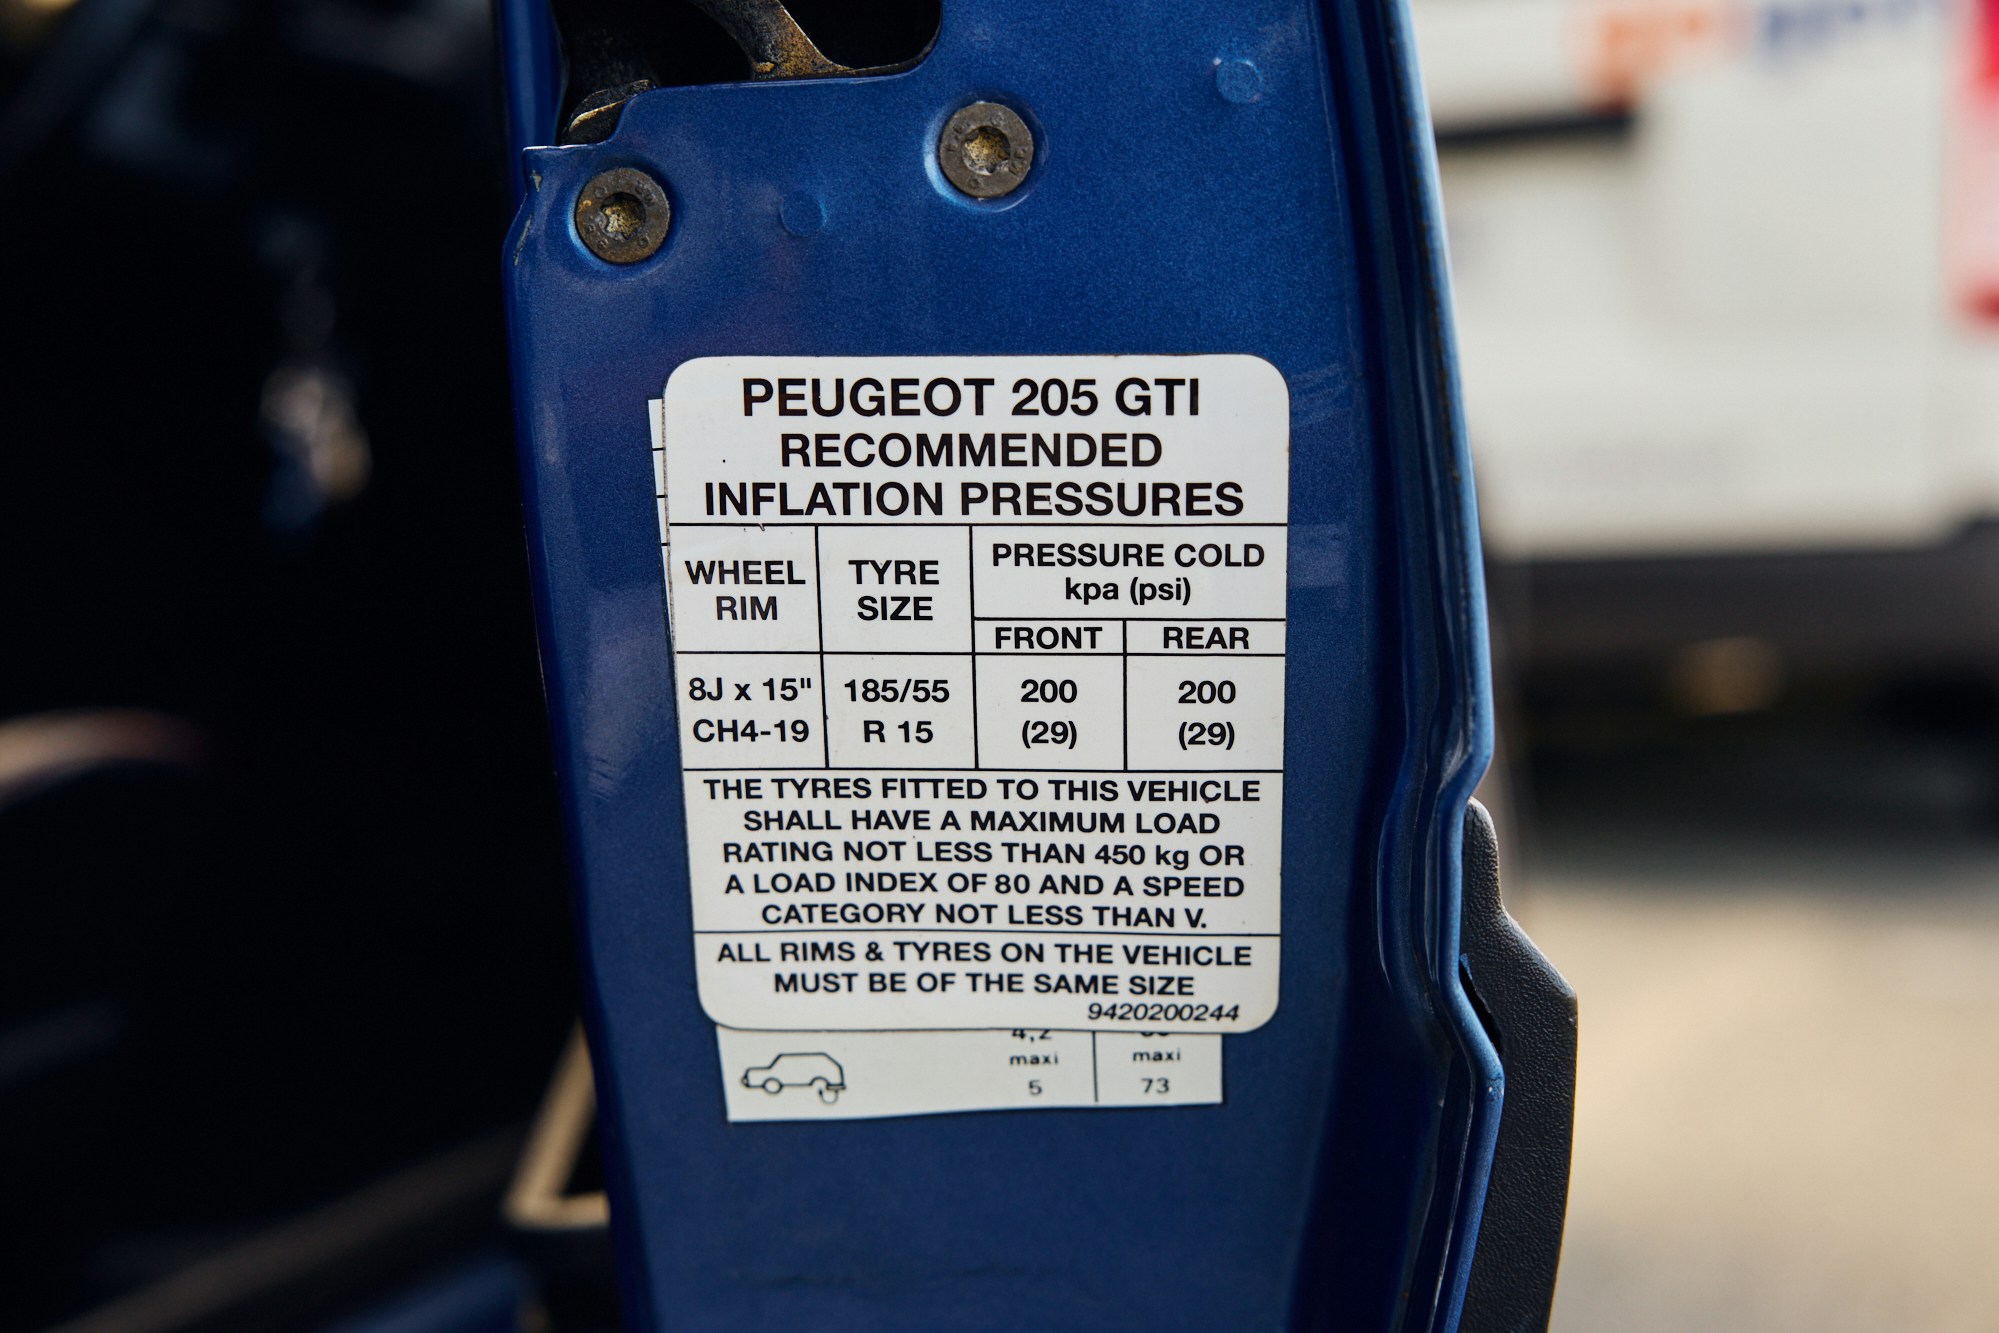 PEUGEOT 205 GTI
RECOMMENDED
INFLATION PRESSURES
WHEEL RIM
TYRE SIZE
PRESSURE COLD
kpa (psi)
FRONT REAR
8J x 15" 185/55 200 200
CH4-19 R 15 (29) (29)
THE TYRES FITTED TO THIS VEHICLE
SHALL HAVE A MAXIMUM LOAD
RATING NOT LESS THAN 450 kg OR
A LOAD INDEX OF 80 AND A SPEED
CATEGORY NOT LESS THAN V.
ALL RIMS & TYRES ON THE VEHICLE
MUST BE OF THE SAME SIZE
9420200244
4,2
maxi maxi
5 73